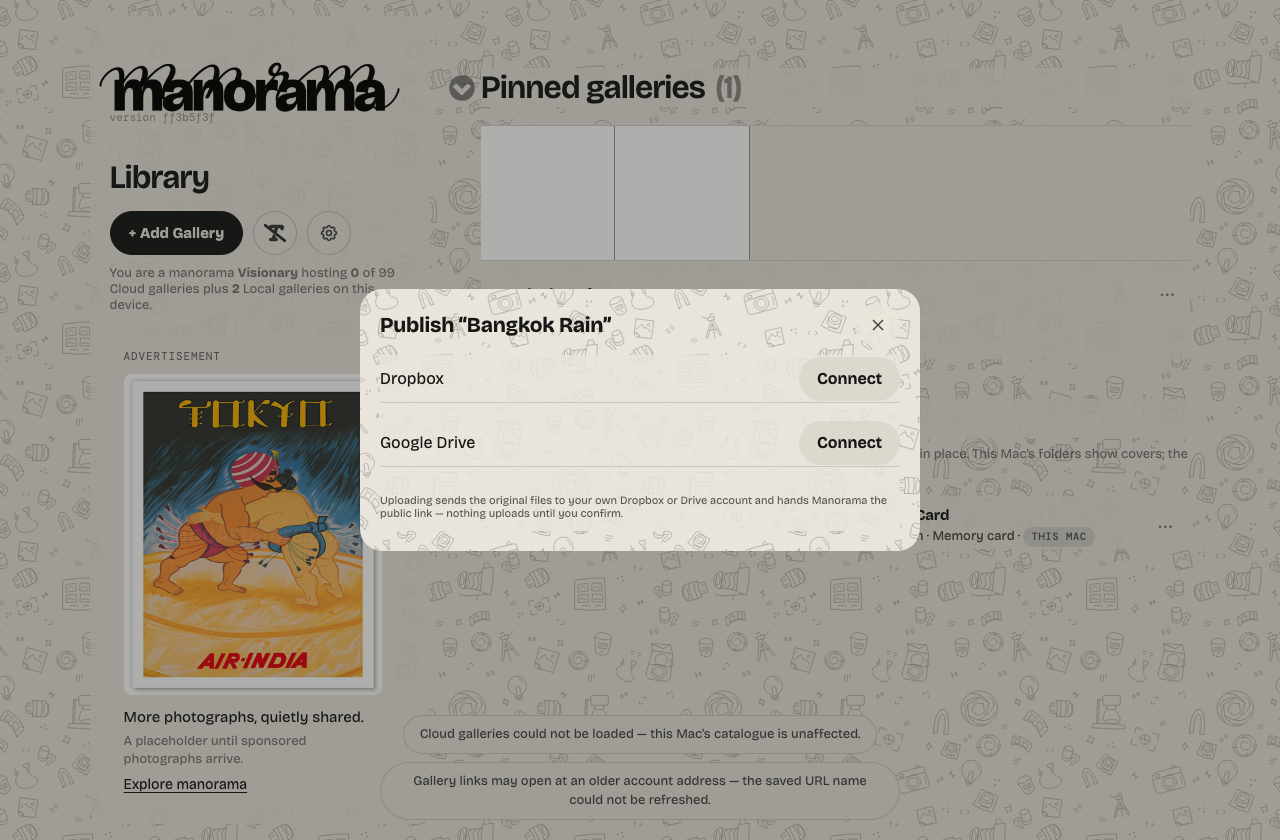 manorama
version ff3b5f3f
Library
+ Add Gallery
You are a manorama Visionary hosting 0 of 99
Cloud galleries plus 2 Local galleries on this
device.
ADVERTISEMENT
TOKYO
AIR-INDIA
More photographs, quietly shared.
A placeholder until sponsored
photographs arrive.
Explore manorama
Pinned galleries (1)
Publish “Bangkok Rain”
Dropbox
Connect
Google Drive
Connect
Uploading sends the original files to your own Dropbox or Drive account and hands Manorama the
public link — nothing uploads until you confirm.
in place. This Mac’s folders show covers; the
Card
· Memory card · THIS MAC
Cloud galleries could not be loaded — this Mac’s catalogue is unaffected.
Gallery links may open at an older account address — the saved URL name
could not be refreshed.